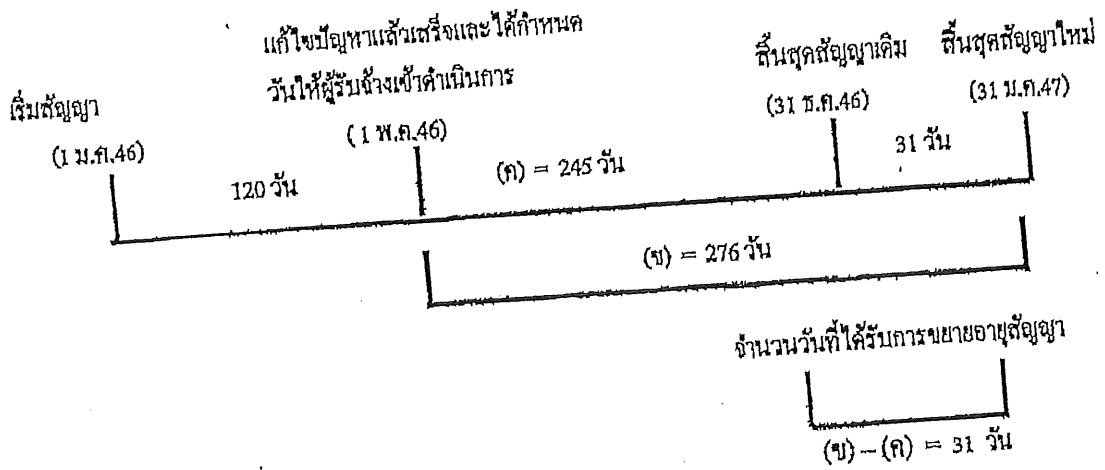 แก้ไขปัญหาแล้วเสร็จและได้กำหนด
วันให้ผู้รับจ้างเข้าดำเนินการ
(1 พ.ค.46)
เริ่มสัญญา
(1 ม.ค.46)
สิ้นสุดสัญญาเดิม
(31 ธ.ค.46)
สิ้นสุดสัญญาใหม่
(31 ม.ค.47)
120 วัน
(ค) = 245 วัน
31 วัน
(ข) = 276 วัน
จำนวนวันที่ได้รับการขยายอายุสัญญา
(ข) – (ค) = 31 วัน